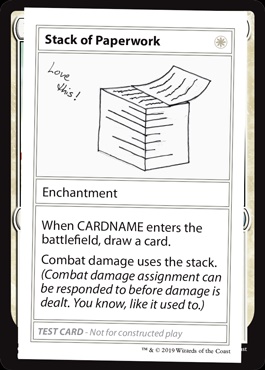 Stack of Paperwork
Love
this!
Enchantment
When CARDNAME enters the
battlefield, draw a card.
Combat damage uses the stack.
(Combat damage assignment can
be responded to before damage is
dealt. You know, like it used to.)
TEST CARD - Not for constructed play
™ & © 2019 Wizards of the Coast